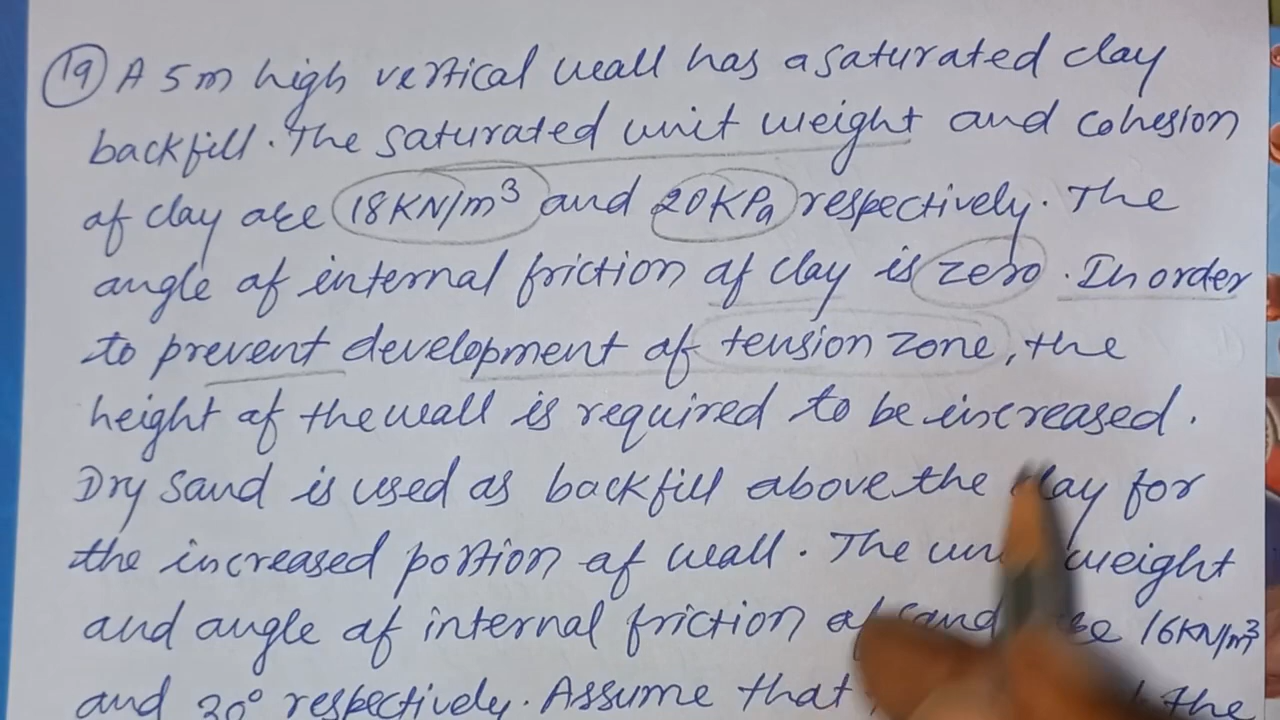 19 A 5m high vertical wall has a saturated clay
backfill. The saturated unit weight and cohesion
of clay are 18KN/m³ and 20KPa respectively. The
angle of internal friction of clay is zero. In order
to prevent development of tension zone, the
height of the wall is required to be increased.
Dry sand is used as backfill above the clay for
the increased portion of wall. The weight
and angle of internal friction of 16KN/m³
and 30° respectively. Assume that the